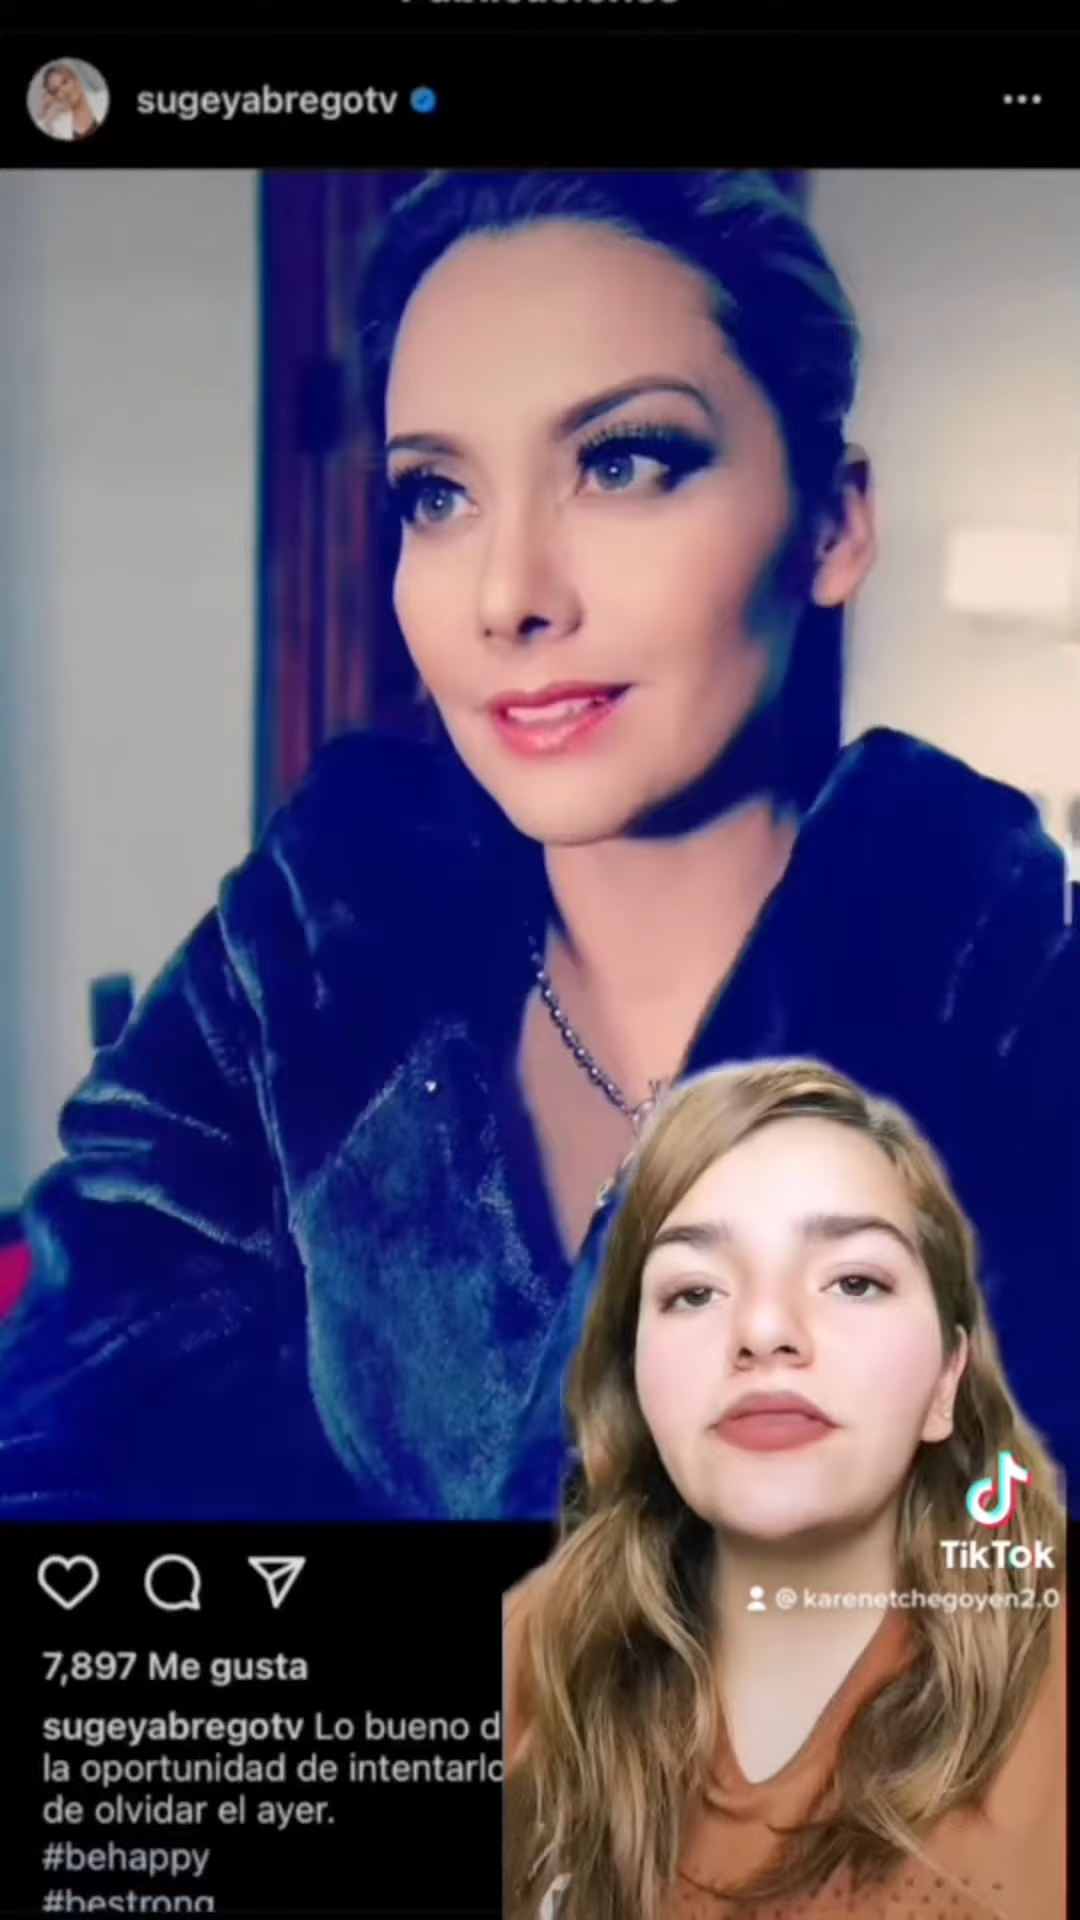 sugeyabregotv
7,897 Me gusta
sugeyabregotv Lo bueno d
la oportunidad de intentarlo
de olvidar el ayer.
#behappy
#bestrong
TikTok
@karenetchegoyen2.0